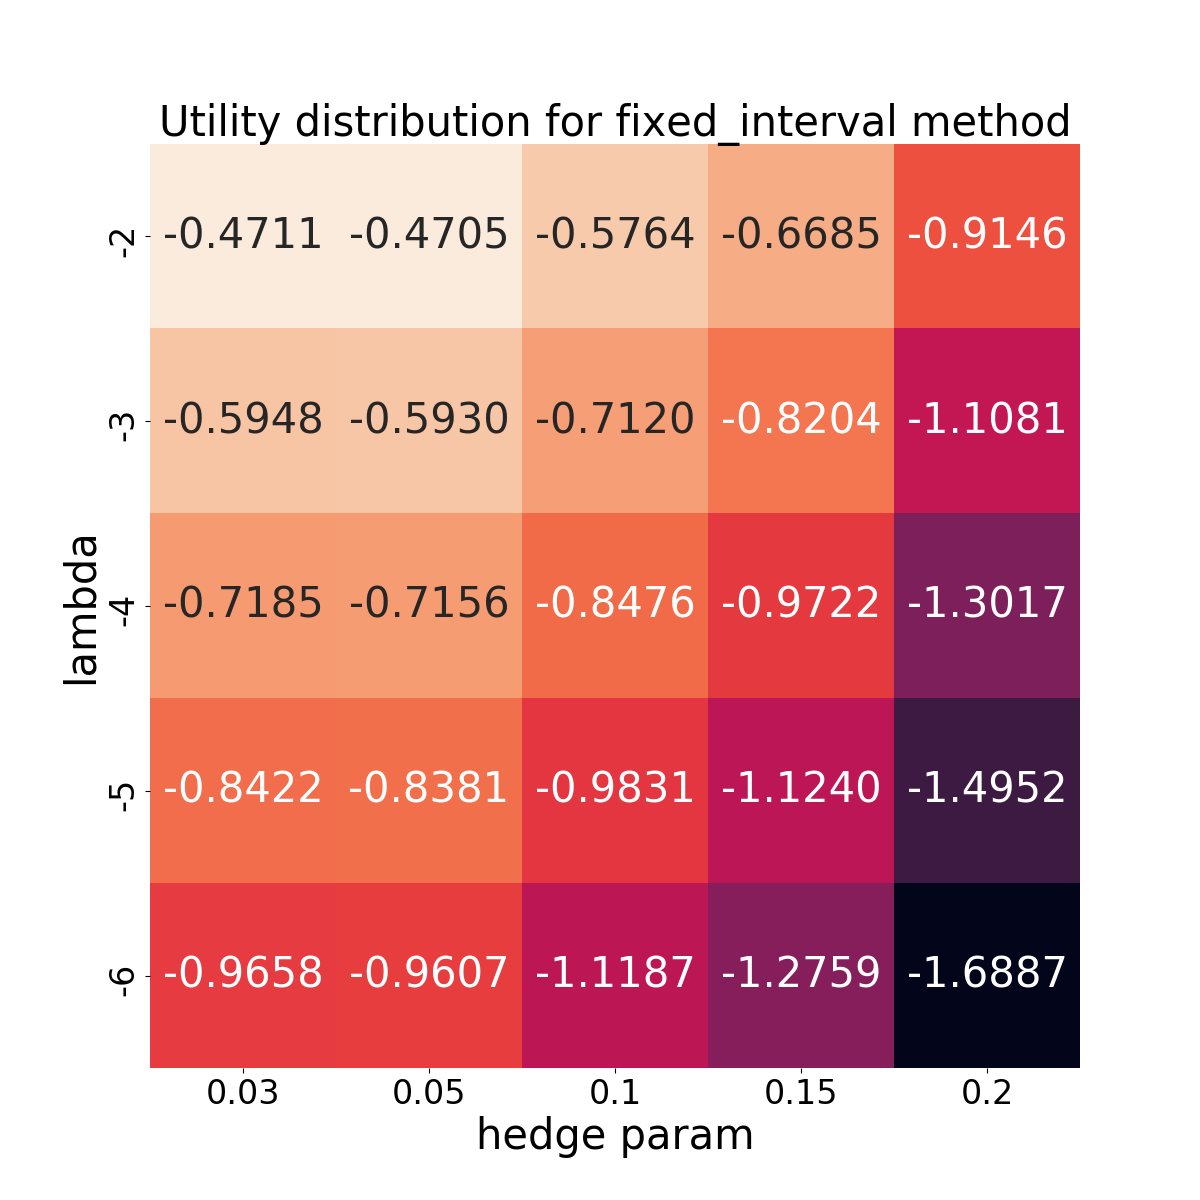 Utility distribution for fixed_interval method
-2 -0.4711 -0.4705 -0.5764 -0.6685 -0.9146
-3 -0.5948 -0.5930 -0.7120 -0.8204 -1.1081
-4 -0.7185 -0.7156 -0.8476 -0.9722 -1.3017
-5 -0.8422 -0.8381 -0.9831 -1.1240 -1.4952
-6 -0.9658 -0.9607 -1.1187 -1.2759 -1.6887
lambda
0.03 0.05 0.1 0.15 0.2
hedge param